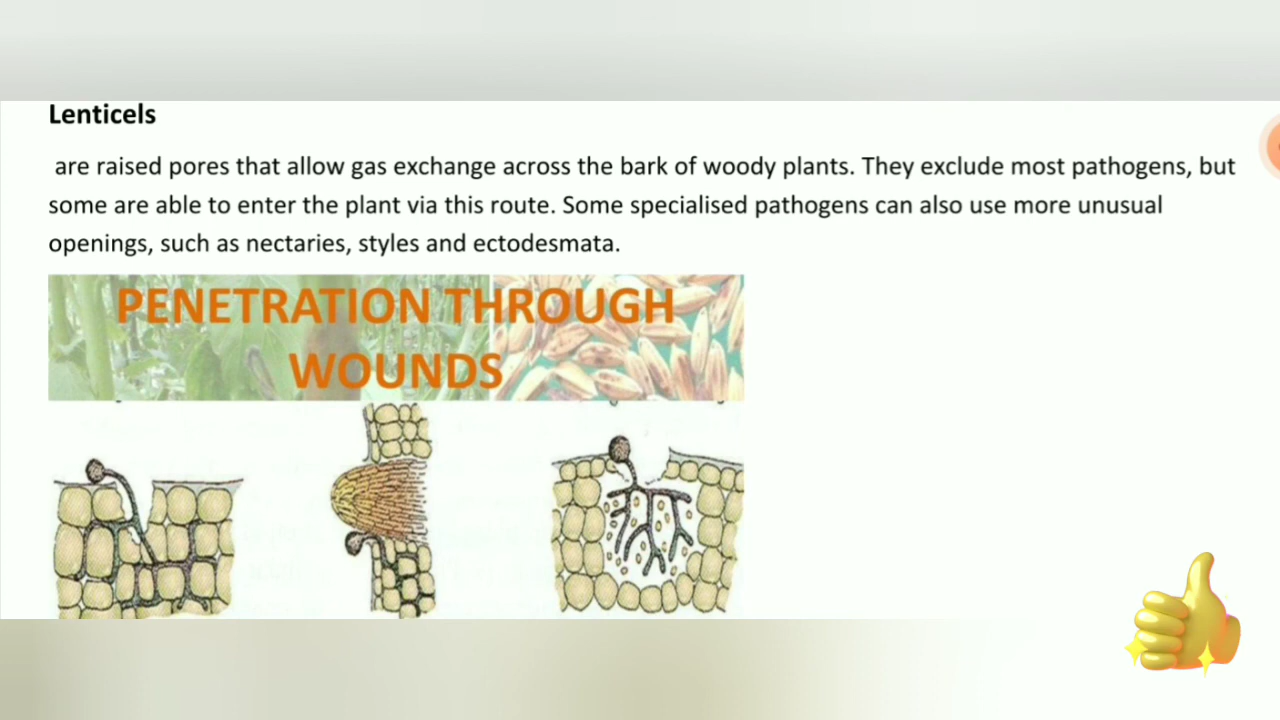 Lenticels
are raised pores that allow gas exchange across the bark of woody plants. They exclude most pathogens, but
some are able to enter the plant via this route. Some specialised pathogens can also use more unusual
openings, such as nectaries, styles and ectodesmata.
PENETRATION THROUGH
WOUNDS